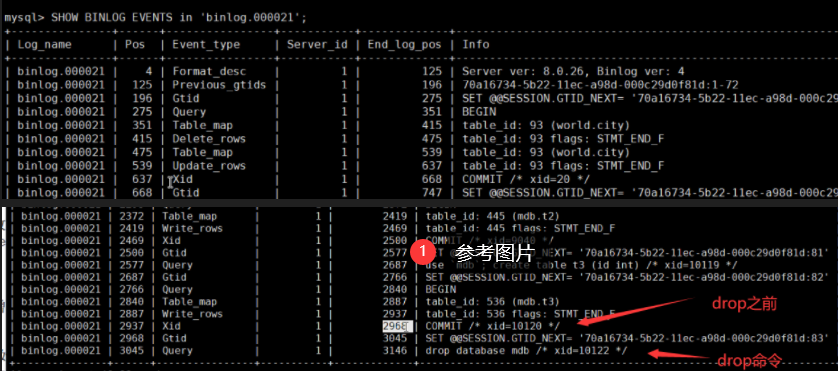 mysql> SHOW BINLOG EVENTS in 'binlog.000021';
| Log_name | Pos | Event_type | Server_id | End_log_pos | Info
| binlog.000021 | 4 | Format_desc | 1 | 125 | Server ver: 8.0.26, Binlog ver: 4
| binlog.000021 | 125 | Previous_gtids | 1 | 196 | 70a16734-5b22-11ec-a98d-000c29d0f81d:1-72
| binlog.000021 | 196 | Gtid | 1 | 275 | SET @@SESSION.GTID_NEXT= '70a16734-5b22-11ec-a98d-000c29
| binlog.000021 | 275 | Query | 1 | 351 | BEGIN
| binlog.000021 | 351 | Table_map | 1 | 415 | table_id: 93 (world.city)
| binlog.000021 | 415 | Delete_rows | 1 | 475 | table_id: 93 flags: STMT_END_F
| binlog.000021 | 475 | Table_map | 1 | 539 | table_id: 93 (world.city)
| binlog.000021 | 539 | Update_rows | 1 | 637 | table_id: 93 flags: STMT_END_F
| binlog.000021 | 637 | Xid | 1 | 668 | COMMIT /* xid=20 */
| binlog.000021 | 668 | Gtid | 1 | 747 | SET @@SESSION.GTID_NEXT= '70a16734-5b22-11ec-a98d-000c29
| binlog.000021 | 2372 | Table_map | 1 | 2419 | table_id: 445 (mdb.t2)
| binlog.000021 | 2419 | Write_rows | 1 | 2469 | table_id: 445 flags: STMT_END_F
| binlog.000021 | 2469 | Xid | 1 | 2500 | COMMIT /* xid=9040 */
| binlog.000021 | 2500 | Gtid | 1 | 2577 | SET @@SESSION.GTID_NEXT= '70a16734-5b22-11ec-a98d-000c29d0f81d:81'
1 参考图片
| binlog.000021 | 2577 | Query | 1 | 2687 | use `mdb`; create table t3 (id int) /* xid=10119 */
| binlog.000021 | 2687 | Gtid | 1 | 2766 | SET @@SESSION.GTID_NEXT= '70a16734-5b22-11ec-a98d-000c29d0f81d:82'
| binlog.000021 | 2766 | Query | 1 | 2840 | BEGIN
| binlog.000021 | 2840 | Table_map | 1 | 2887 | table_id: 536 (mdb.t3)
| binlog.000021 | 2887 | Write_rows | 1 | 2937 | table_id: 536 flags: STMT_END_F
drop之前
| binlog.000021 | 2937 | Xid | 1 | 2968 | COMMIT /* xid=10120 */
| binlog.000021 | 2968 | Gtid | 1 | 3045 | SET @@SESSION.GTID_NEXT= '70a16734-5b22-11ec-a98d-000c29d0f81d:83'
| binlog.000021 | 3045 | Query | 1 | 3146 | drop database mdb /* xid=10122 */
drop命令